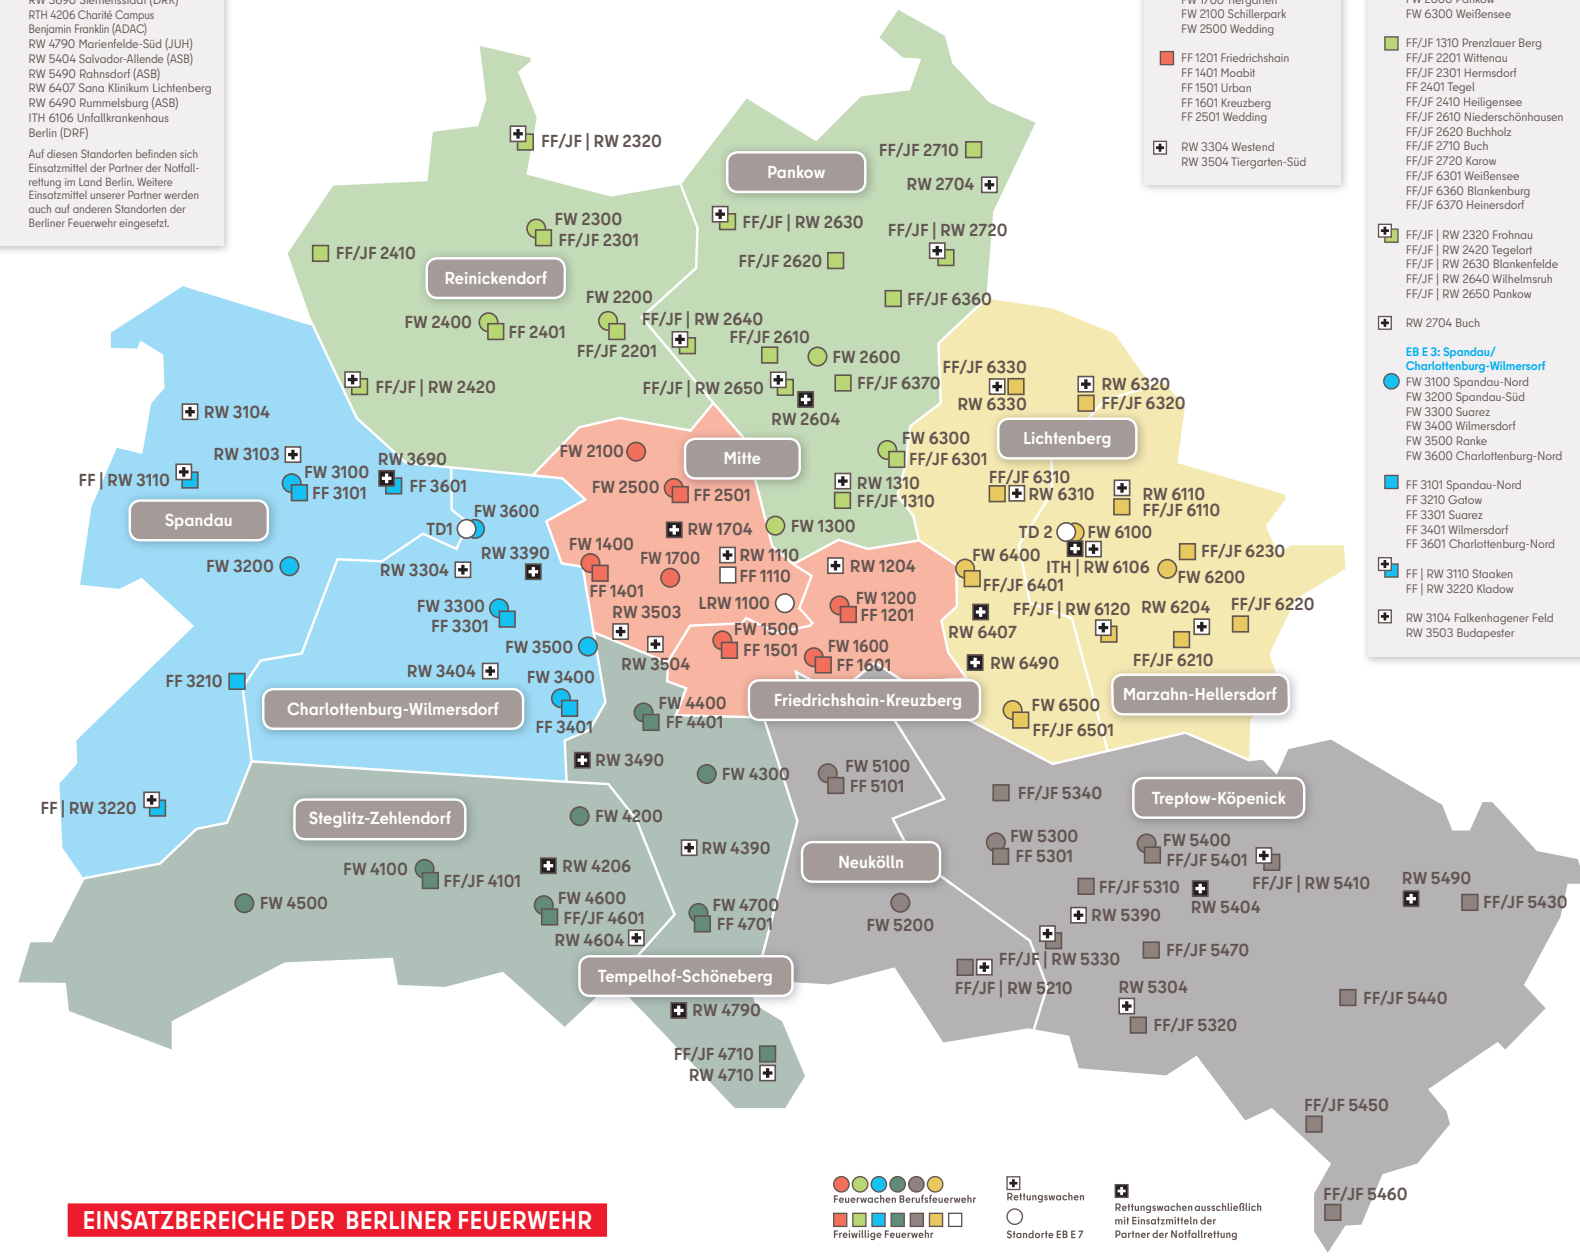 RW 3690 Siemensstadt (DRK)
RTH 4206 Charité Campus
Benjamin Franklin (ADAC)
RW 4790 Marienfelde-Süd (JUH)
RW 5404 Salvador-Allende (ASB)
RW 5490 Rahnsdorf (ASB)
RW 6407 Sana Klinikum Lichtenberg
RW 6490 Rummelsburg (ASB)
ITH 6106 Unfallkrankenhaus
Berlin (DRF)
Auf diesen Standorten befinden sich
Einsatzmittel der Partner der Notfall-
rettung im Land Berlin. Weitere
Einsatzmittel unserer Partner werden
auch auf anderen Standorten der
Berliner Feuerwehr eingesetzt.
FW 1700 Tiergarten
FW 2100 Schillerpark
FW 2500 Wedding
FF 1201 Friedrichshain
FF 1401 Moabit
FF 1501 Urban
FF 1601 Kreuzberg
FF 2501 Wedding
RW 3304 Westend
RW 3504 Tiergarten-Süd
FW 2600 Pankow
FW 6300 Weißensee
FF/JF 1310 Prenzlauer Berg
FF/JF 2201 Wittenau
FF/JF 2301 Hermsdorf
FF 2401 Tegel
FF/JF 2410 Heiligensee
FF/JF 2610 Niederschönhausen
FF/JF 2620 Buchholz
FF/JF 2710 Buch
FF/JF 2720 Karow
FF/JF 6301 Weißensee
FF/JF 6360 Blankenburg
FF/JF 6370 Heinersdorf
FF/JF | RW 2320 Frohnau
FF/JF | RW 2420 Tegelort
FF/JF | RW 2630 Blankenfelde
FF/JF | RW 2640 Wilhelmsruh
FF/JF | RW 2650 Pankow
RW 2704 Buch
EB E 3: Spandau/
Charlottenburg-Wilmersorf
FW 3100 Spandau-Nord
FW 3200 Spandau-Süd
FW 3300 Suarez
FW 3400 Wilmersdorf
FW 3500 Ranke
FW 3600 Charlottenburg-Nord
FF 3101 Spandau-Nord
FF 3210 Gatow
FF 3301 Suarez
FF 3401 Wilmersdorf
FF 3601 Charlottenburg-Nord
FF | RW 3110 Staaken
FF | RW 3220 Kladow
RW 3104 Falkenhagener Feld
RW 3503 Budapester
FF/JF | RW 2320
FW 2300
FF/JF 2301
FF/JF 2410
Reinickendorf
FW 2400
FF 2401
FW 2200
FF/JF 2201
FF/JF | RW 2420
Pankow
FF/JF 2710
RW 2704
FF/JF | RW 2630
FF/JF | RW 2720
FF/JF 2620
FF/JF 6360
FF/JF | RW 2640
FF/JF 2610
FW 2600
FF/JF | RW 2650
FF/JF 6370
RW 2604
FW 6300
FF/JF 6301
RW 1310
FF/JF 1310
FW 1300
RW 3104
RW 3103
FF | RW 3110
FW 3100
FF 3101
RW 3690
FF 3601
Spandau
TD1
FW 3600
FW 3200
RW 3304
RW 3390
FW 3300
FF 3301
FW 3500
RW 3404
FW 3400
FF 3401
FF 3210
Charlottenburg-Wilmersdorf
FF | RW 3220
Mitte
FW 2100
FW 2500
FF 2501
RW 1704
FW 1400
FF 1401
FW 1700
RW 1110
FF 1110
LRW 1100
RW 3503
RW 3504
RW 1204
FW 1200
FF 1201
FW 1500
FF 1501
FW 1600
FF 1601
Friedrichshain-Kreuzberg
FF/JF 6330
RW 6330
RW 6320
FF/JF 6320
Lichtenberg
FF/JF 6310
RW 6310
RW 6110
FF/JF 6110
TD 2
FW 6100
ITH | RW 6106
FF/JF 6230
FW 6200
FW 6400
FF/JF 6401
RW 6407
FF/JF | RW 6120
RW 6204
FF/JF 6220
FF/JF 6210
RW 6490
Marzahn-Hellersdorf
FW 6500
FF/JF 6501
FW 4400
FF 4401
RW 3490
FW 4300
FW 4200
Steglitz-Zehlendorf
RW 4390
FW 4100
FF/JF 4101
RW 4206
FW 4500
FW 4600
FF/JF 4601
RW 4604
FW 4700
FF 4701
Tempelhof-Schöneberg
RW 4790
FF/JF 4710
RW 4710
FW 5100
FF 5101
Neukölln
FW 5200
FF/JF | RW 5210
FF/JF 5340
Treptow-Köpenick
FW 5300
FF 5301
FW 5400
FF/JF 5401
FF/JF | RW 5410
FF/JF 5310
RW 5404
RW 5490
FF/JF 5430
RW 5390
FF/JF | RW 5330
FF/JF 5470
RW 5304
FF/JF 5320
FF/JF 5440
FF/JF 5450
FF/JF 5460
EINSATZBEREICHE DER BERLINER FEUERWEHR
Feuerwachen Berufsfeuerwehr
Freiwillige Feuerwehr
Rettungswachen
Standorte EB E 7
Rettungswachen ausschließlich
mit Einsatzmitteln der
Partner der Notfallrettung